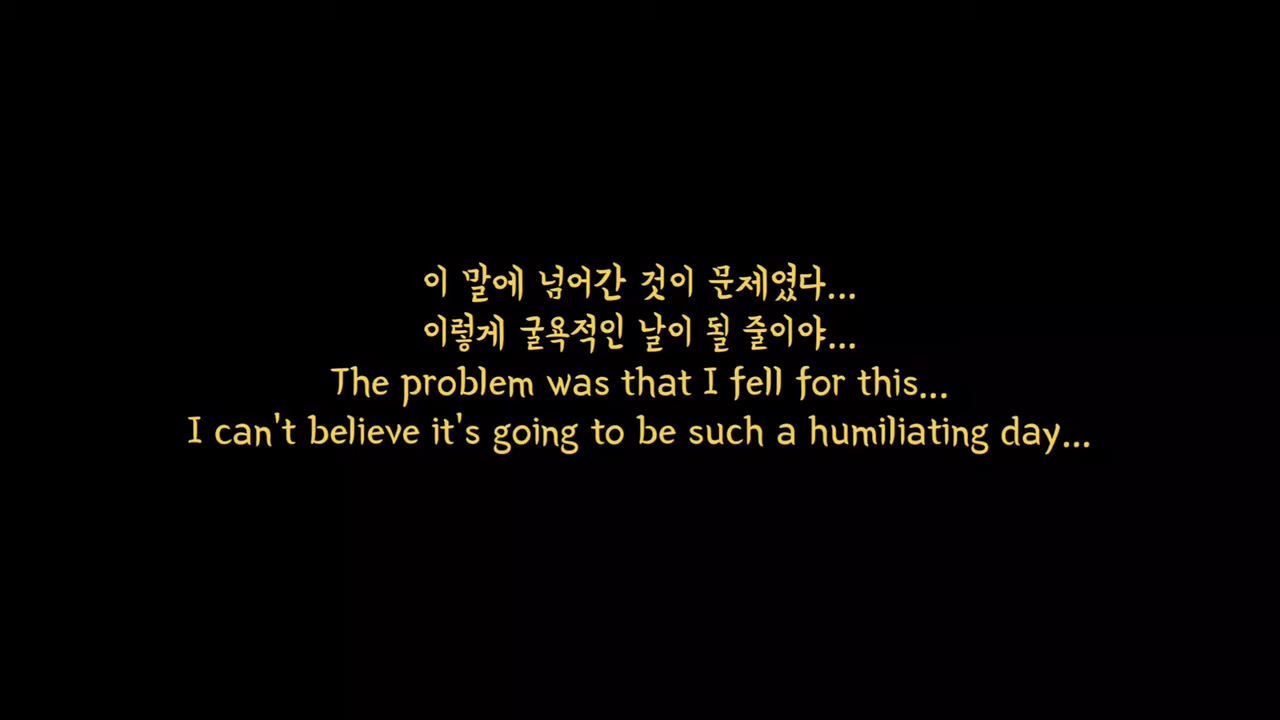 이 말에 넘어간 것이 문제였다...
이렇게 굴욕적인 날이 될 줄이야...
The problem was that I fell for this...
I can't believe it's going to be such a humiliating day...